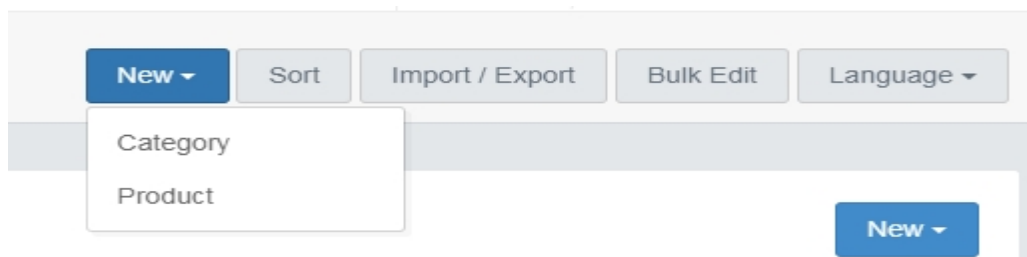 New Sort Import / Export Bulk Edit Language
Category
Product
New